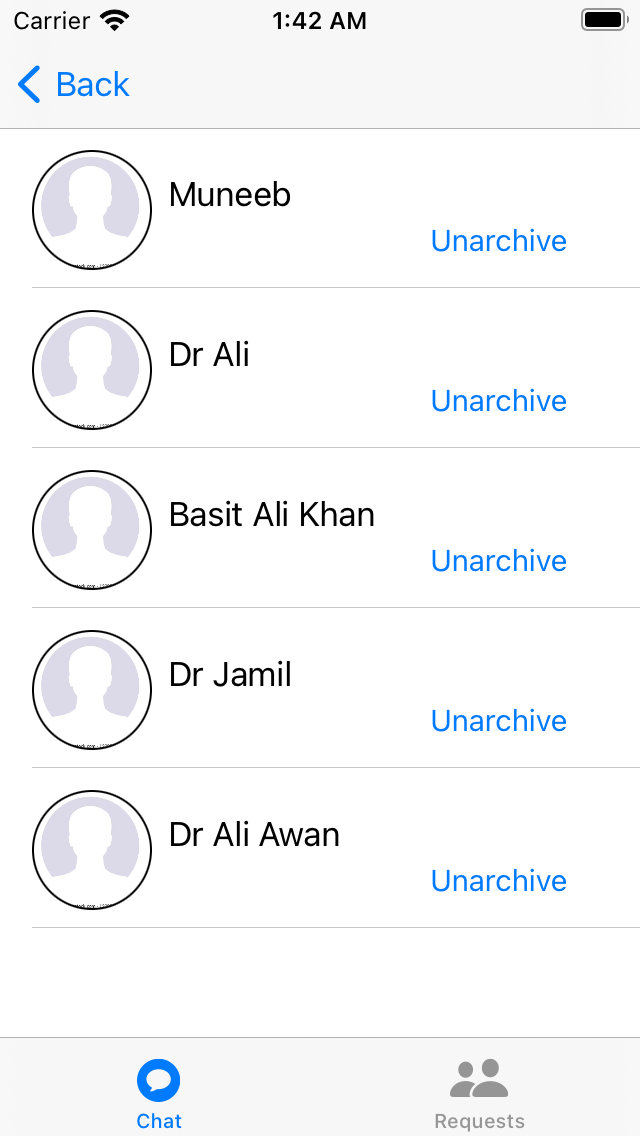 Carrier 1:42 AM
Back
Muneeb
Unarchive
Dr Ali
Unarchive
Basit Ali Khan
Unarchive
Dr Jamil
Unarchive
Dr Ali Awan
Unarchive
Chat Requests